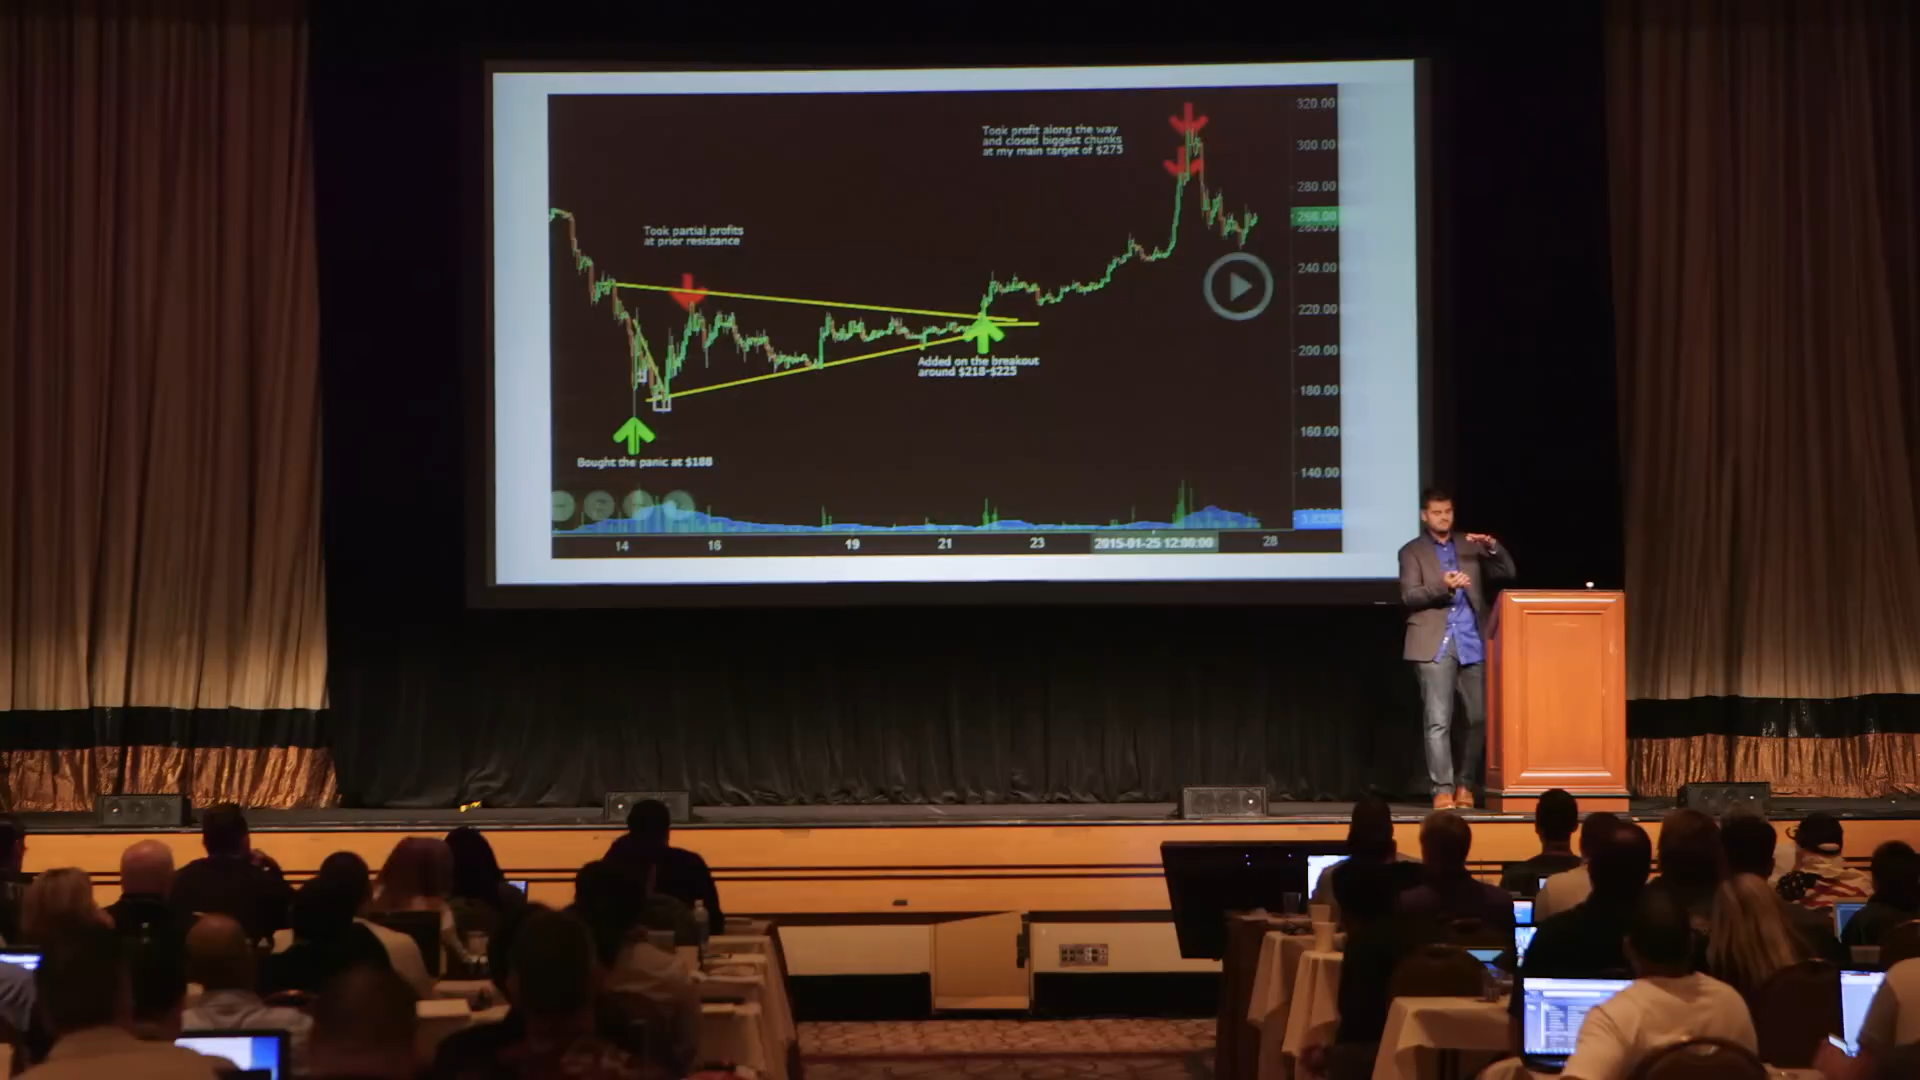 320.00
Took profit along the way
and closed biggest chunks
at my main target of $275
300.00
280.00
Took partial profits
at prior resistance
260.00
240.00
220.00
200.00
Added on the breakout
around $218-$225
180.00
160.00
Bought the panic at $188
140.00
14 16 19 21 23 2015-01-25 12:00:00 28